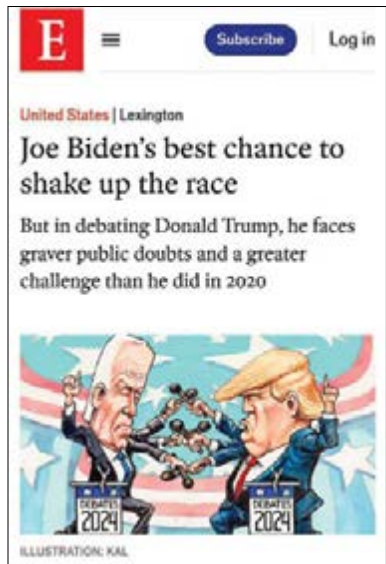 E
Subscribe
Log in
United States | Lexington
Joe Biden's best chance to
shake up the race
But in debating Donald Trump, he faces
graver public doubts and a greater
challenge than he did in 2020
DEBATES
2024
DEBATES
2024
ILLUSTRATION: KAL